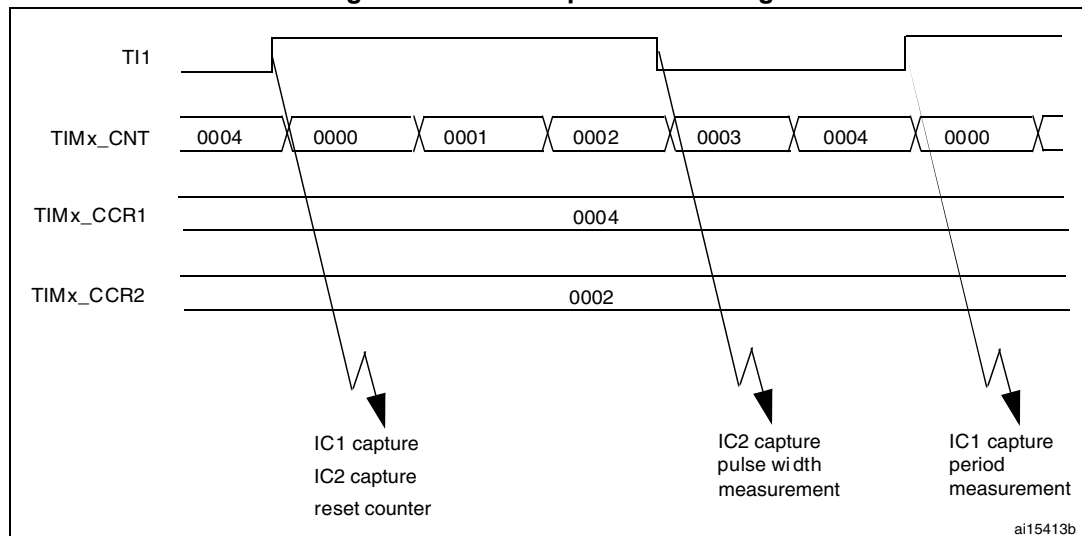 TI1
TIMx_CNT 0004 0000 0001 0002 0003 0004 0000
TIMx_CCR1 0004
TIMx_CCR2 0002
IC1 capture
IC2 capture
reset counter
IC2 capture
pulse width
measurement
IC1 capture
period
measurement
ai15413b